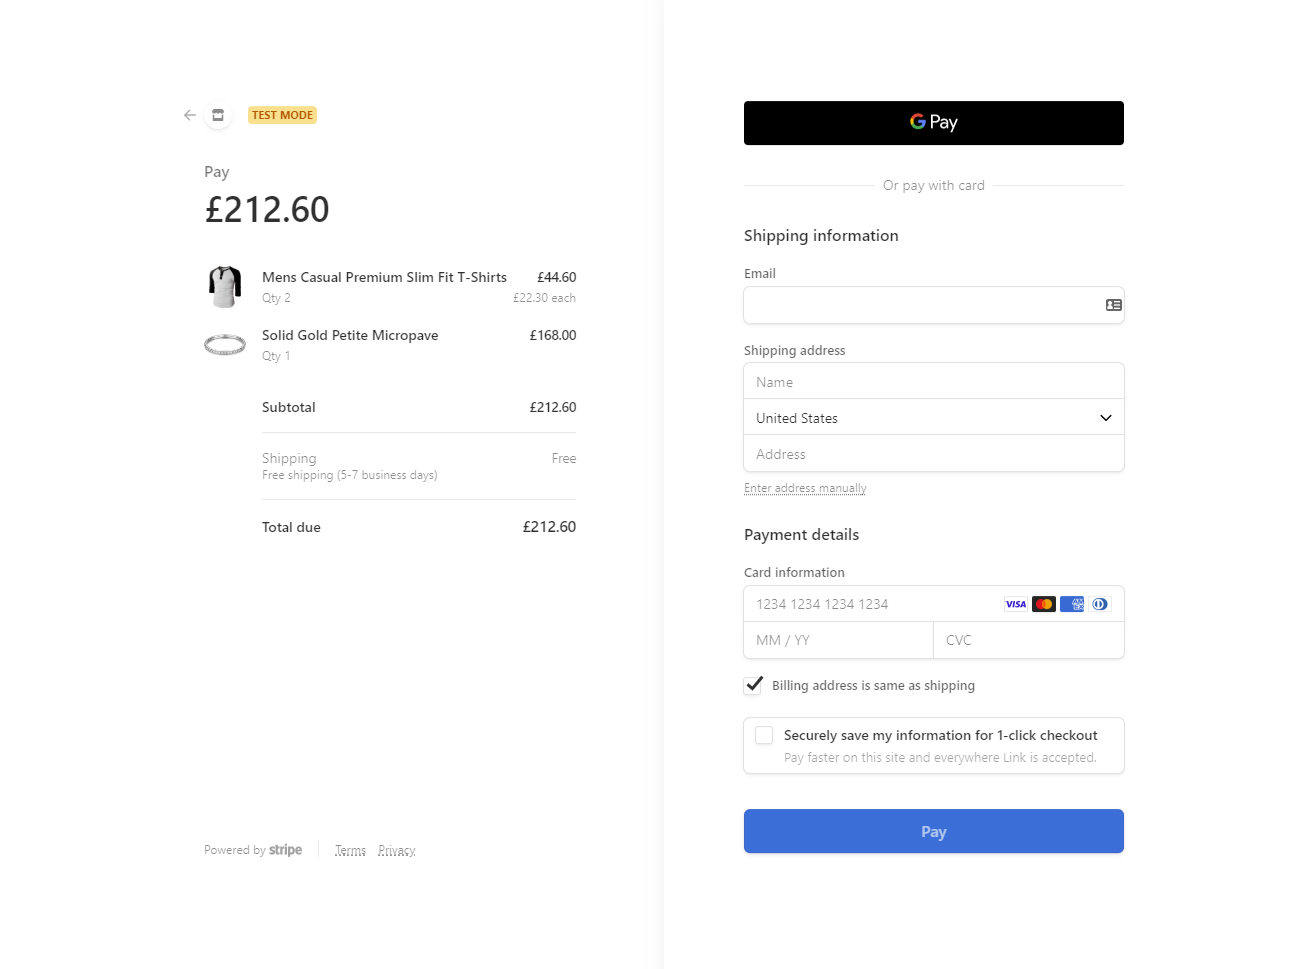 TEST MODE
Pay
£212.60
Mens Casual Premium Slim Fit T-Shirts £44.60
Qty 2 £22.30 each
Solid Gold Petite Micropave £168.00
Qty 1
Subtotal £212.60
Shipping Free
Free shipping (5-7 business days)
Total due £212.60
Powered by stripe Terms Privacy
G Pay
Or pay with card
Shipping information
Email
Shipping address
Name
United States
Address
Enter address manually
Payment details
Card information
1234 1234 1234 1234 VISA
MM / YY CVC
Billing address is same as shipping
Securely save my information for 1-click checkout
Pay faster on this site and everywhere Link is accepted.
Pay